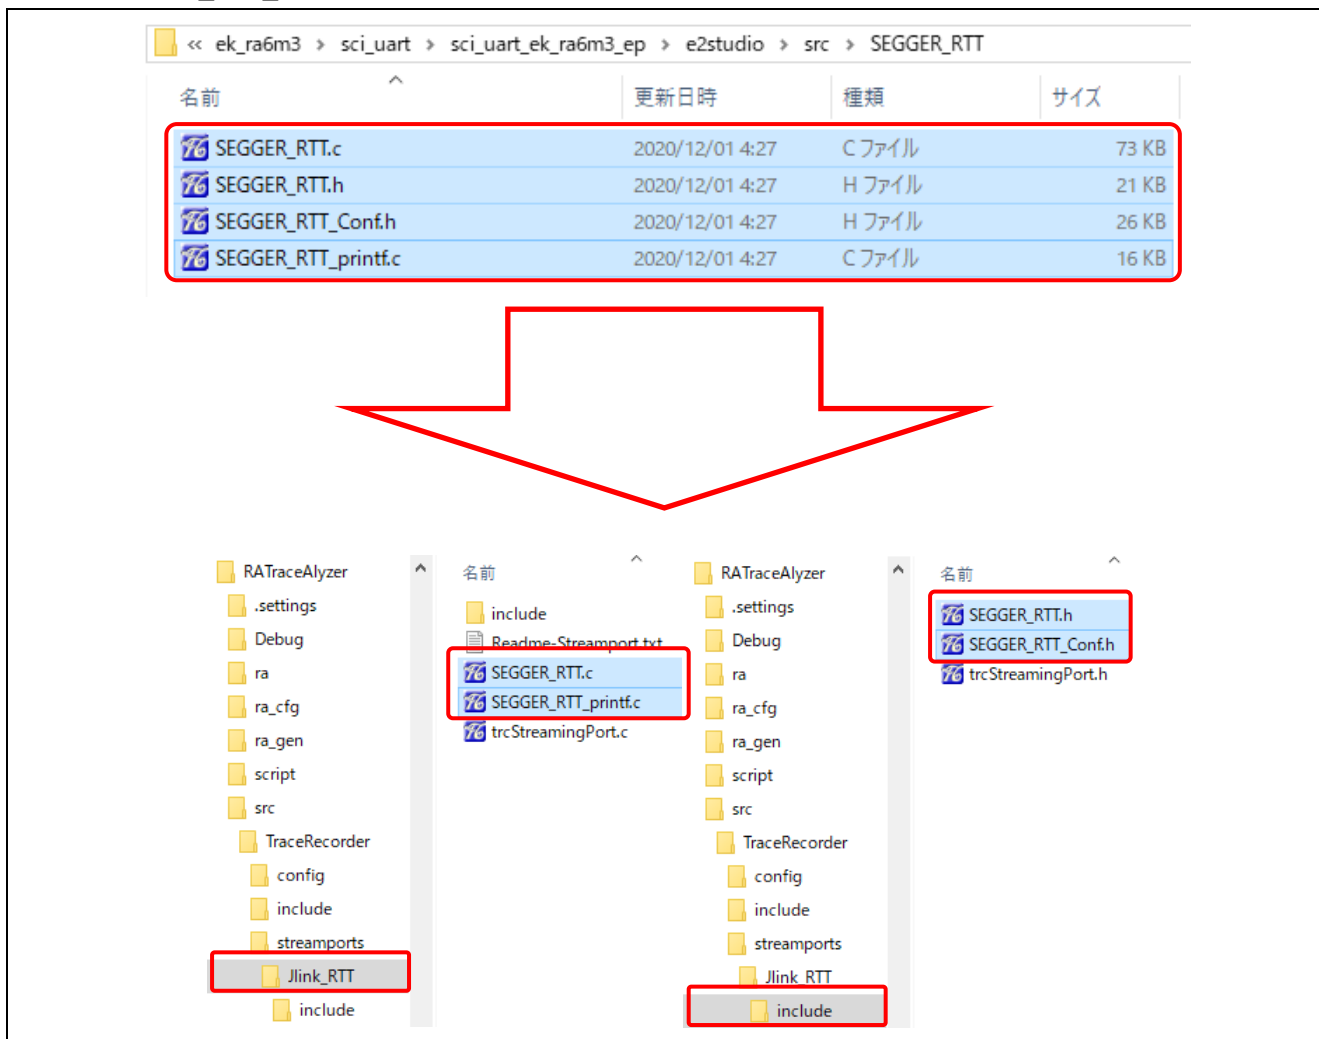 « ek_ra6m3 › sci_uart › sci_uart_ek_ra6m3_ep › e2studio › src › SEGGER_RTT
名前 更新日時 種類 サイズ
SEGGER_RTT.c 2020/12/01 4:27 C ファイル 73 KB
SEGGER_RTT.h 2020/12/01 4:27 H ファイル 21 KB
SEGGER_RTT_Conf.h 2020/12/01 4:27 H ファイル 26 KB
SEGGER_RTT_printf.c 2020/12/01 4:27 C ファイル 16 KB
RATraceAlyzer
.settings
Debug
ra
ra_cfg
ra_gen
script
src
TraceRecorder
config
include
streamports
Jlink_RTT
include
名前
include
Readme-Streamport.txt
SEGGER_RTT.c
SEGGER_RTT_printf.c
trcStreamingPort.c
RATraceAlyzer
.settings
Debug
ra
ra_cfg
ra_gen
script
src
TraceRecorder
config
include
streamports
Jlink_RTT
include
名前
SEGGER_RTT.h
SEGGER_RTT_Conf.h
trcStreamingPort.h